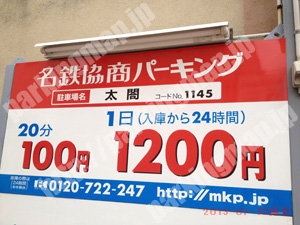 名鉄協商パーキング
駐車場名 太閤 コードNo.1145
20分 100円
1日(入庫から24時間) 1200円
0120-722-247 http://mkp.jp